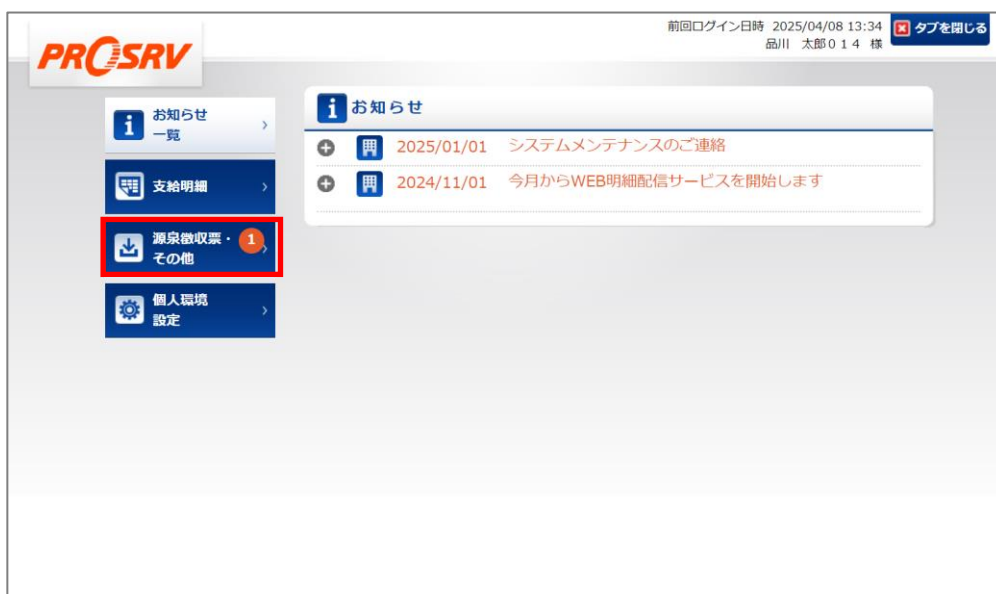 PROSRV
前回ログイン日時 2025/04/08 13:34
品川 太郎014 様
タブを閉じる
お知らせ
一覧
支給明細
源泉徴収票・
その他
1
個人環境
設定
お知らせ
2025/01/01 システムメンテナンスのご連絡
2024/11/01 今月からWEB明細配信サービスを開始します